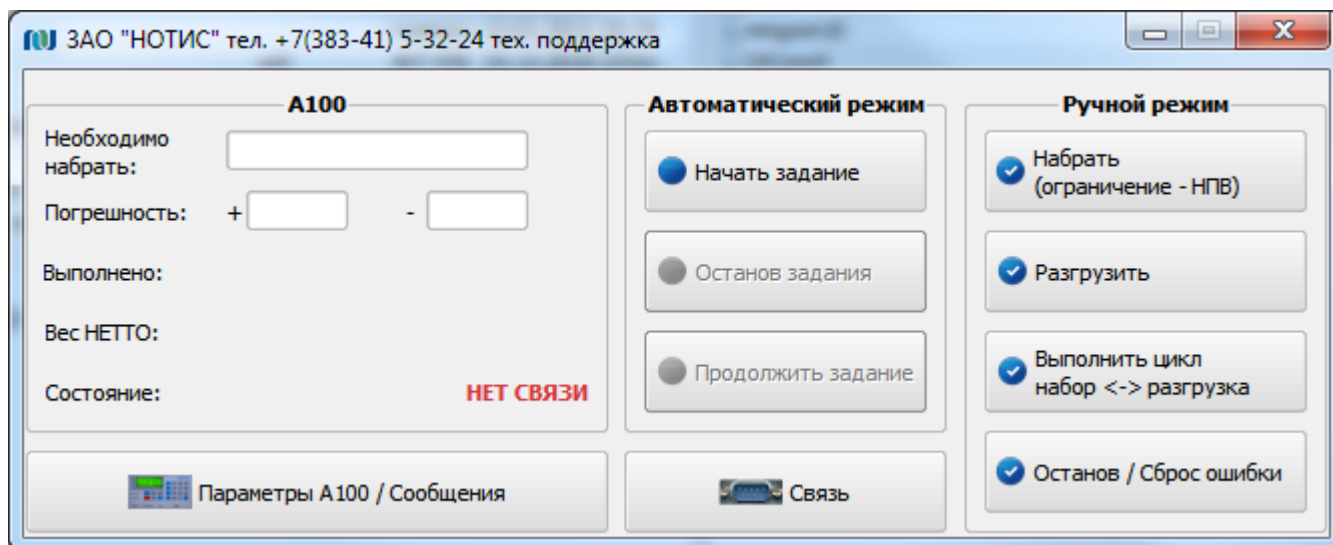 ЗАО "НОТИС" тел. +7(383-41) 5-32-24 тех. поддержка
А100
Необходимо
набрать:
Погрешность: + -
Выполнено:
Вес НЕТТО:
Состояние: НЕТ СВЯЗИ
Параметры А100 / Сообщения
Автоматический режим
Начать задание
Останов задания
Продолжить задание
Связь
Ручной режим
Набрать
(ограничение - НПВ)
Разгрузить
Выполнить цикл
набор <-> разгрузка
Останов / Сброс ошибки